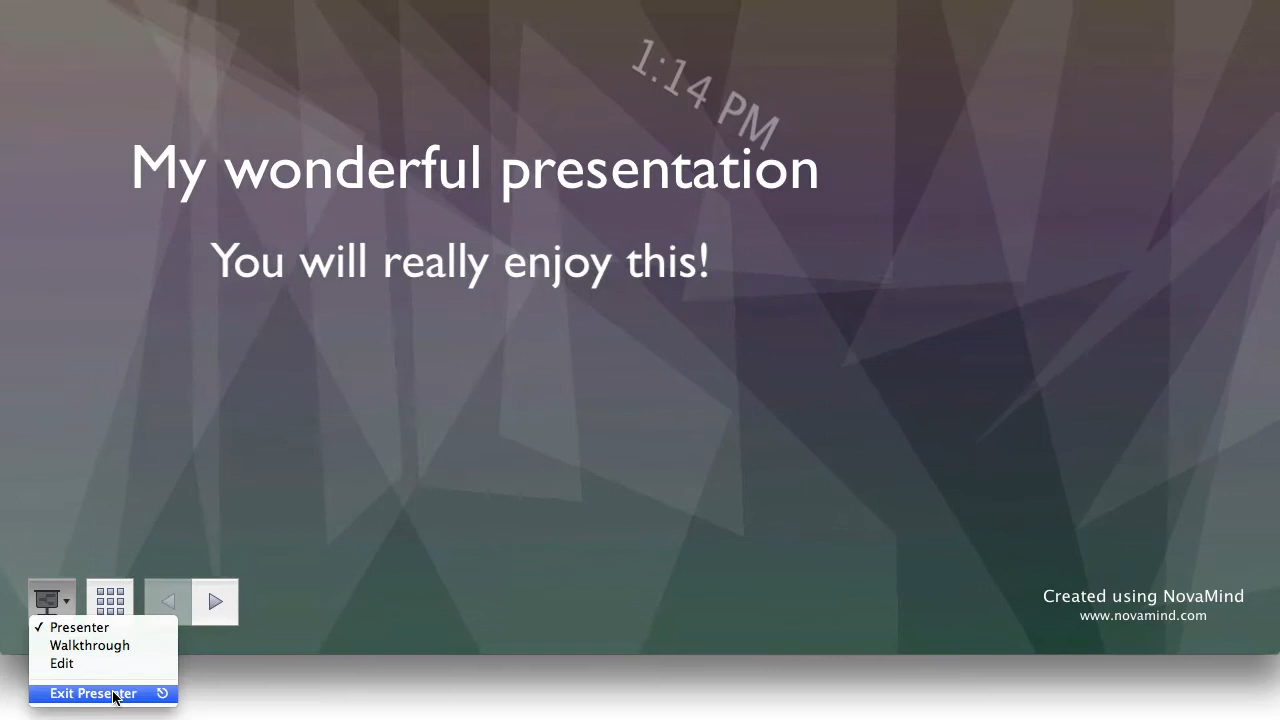 1:14 PM
My wonderful presentation
You will really enjoy this!
Created using NovaMind
www.novamind.com
Presenter
Walkthrough
Edit
Exit Presenter